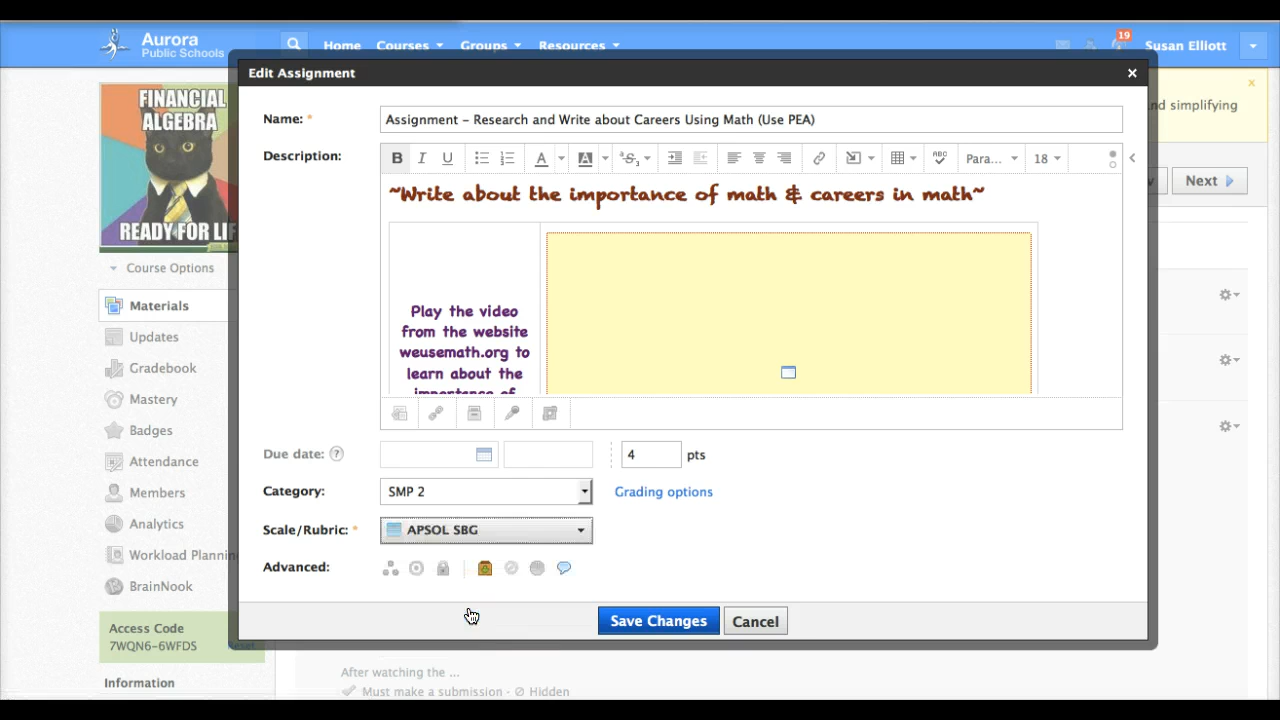 Aurora
Public Schools
Home
Courses
Groups
Resources
19
Susan Elliott
Edit Assignment
nd simplifying
FINANCIAL
ALGEBRA
READY FOR LIF
Course Options
Materials
Updates
Gradebook
Mastery
Badges
Attendance
Members
Analytics
Workload Plannin
BrainNook
Access Code
7WQN6-6WFDS
Reset
Information
Name: *
Assignment – Research and Write about Careers Using Math (Use PEA)
Description:
B I U
A
A
S
ABC
Para...
18
Next
~Write about the importance of math & careers in math~
Play the video
from the website
weusemath.org to
learn about the
importance of
Due date: ?
4 pts
Category:
SMP 2
Grading options
Scale/Rubric: *
APSOL SBG
Advanced:
Save Changes
Cancel
After watching the ...
Must make a submission · Hidden